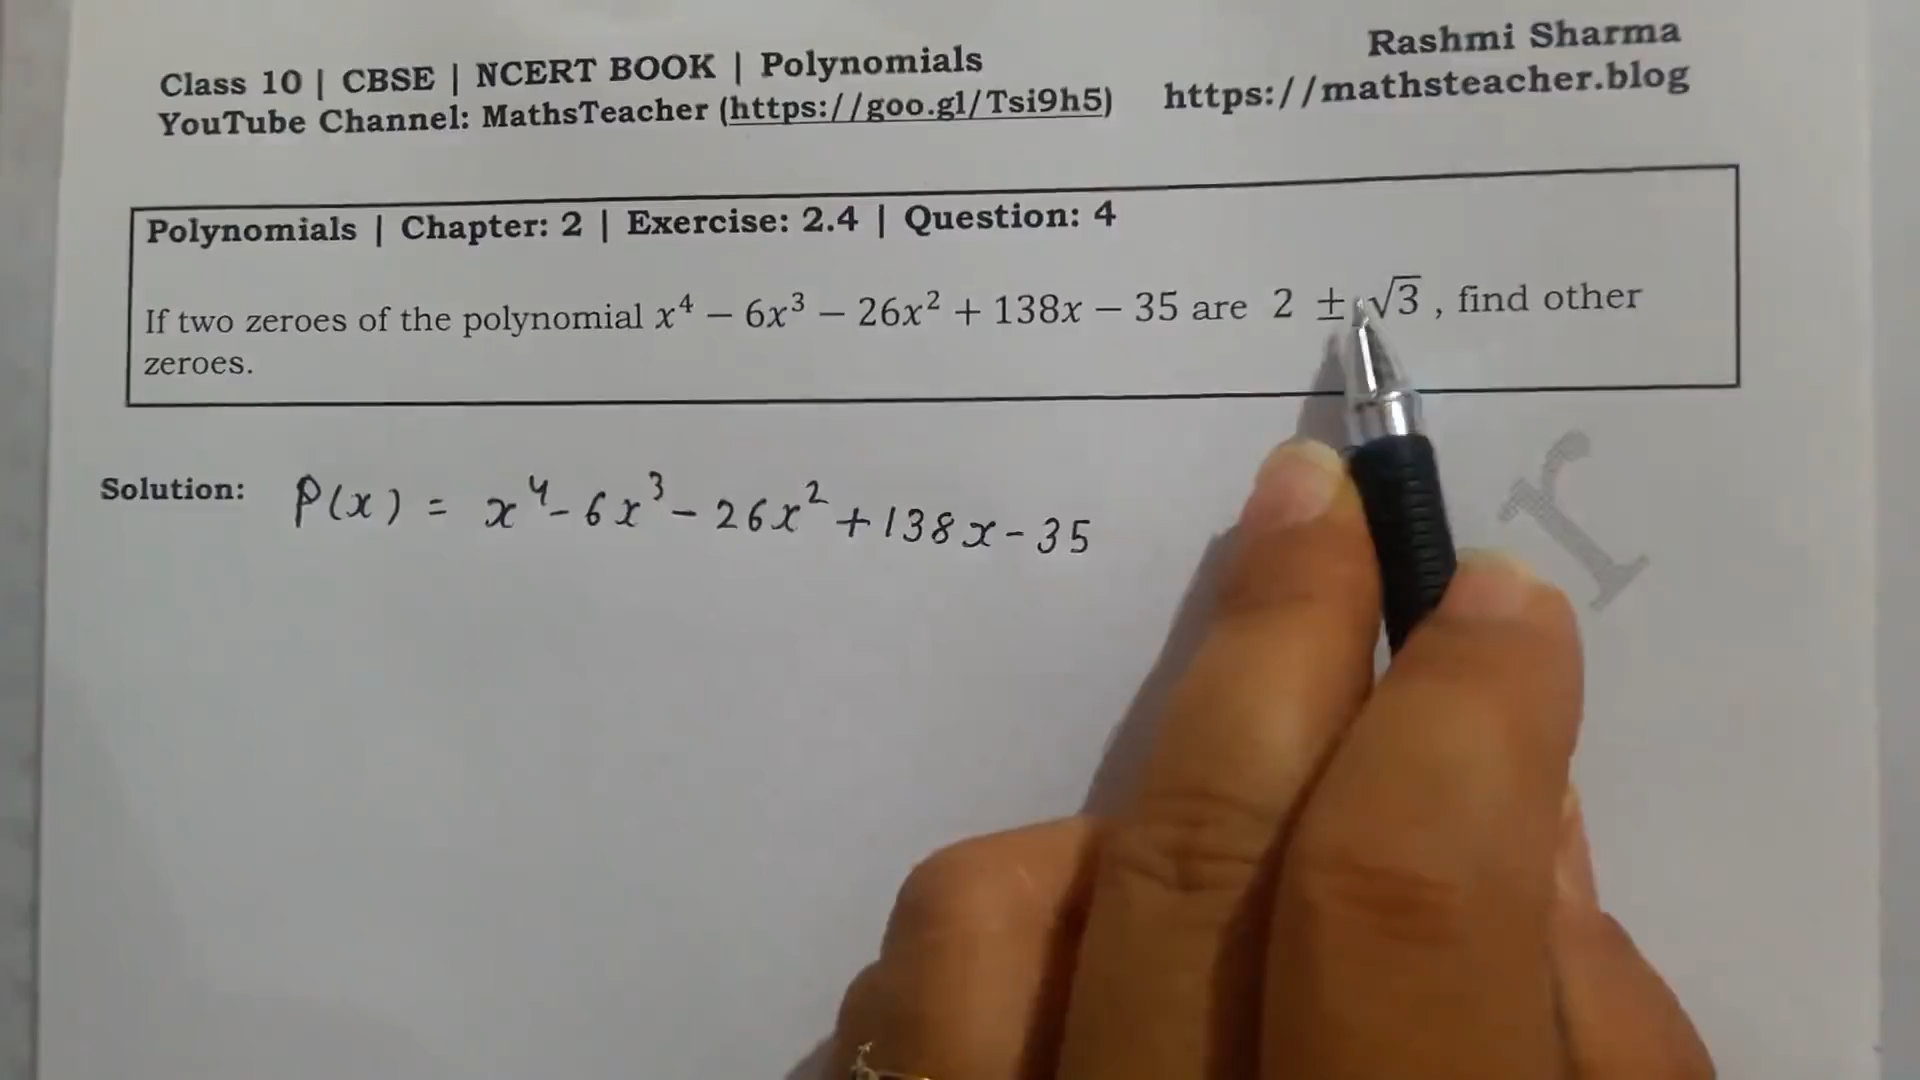 Class 10 | CBSE | NCERT BOOK | Polynomials
YouTube Channel: MathsTeacher (https://goo.gl/Tsi9h5)
Rashmi Sharma
https://mathsteacher.blog
Polynomials | Chapter: 2 | Exercise: 2.4 | Question: 4
If two zeroes of the polynomial x⁴ − 6x³ − 26x² + 138x − 35 are 2 ± √3 , find other
zeroes.
Solution: P(x) = x⁴ - 6x³ - 26x² + 138x - 35
r